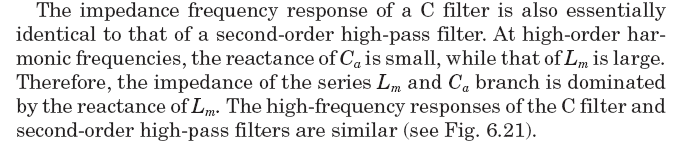 The impedance frequency response of a C filter is also essentially
identical to that of a second-order high-pass filter. At high-order har-
monic frequencies, the reactance of Ca is small, while that of Lm is large.
Therefore, the impedance of the series Lm and Ca branch is dominated
by the reactance of Lm. The high-frequency responses of the C filter and
second-order high-pass filters are similar (see Fig. 6.21).